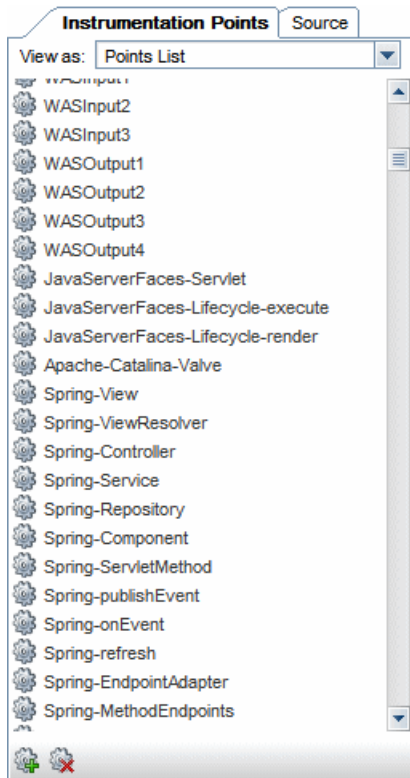 Instrumentation Points Source
View as: Points List
WASInput1
WASInput2
WASInput3
WASOutput1
WASOutput2
WASOutput3
WASOutput4
JavaServerFaces-Servlet
JavaServerFaces-Lifecycle-execute
JavaServerFaces-Lifecycle-render
Apache-Catalina-Valve
Spring-View
Spring-ViewResolver
Spring-Controller
Spring-Service
Spring-Repository
Spring-Component
Spring-ServletMethod
Spring-publishEvent
Spring-onEvent
Spring-refresh
Spring-EndpointAdapter
Spring-MethodEndpoints